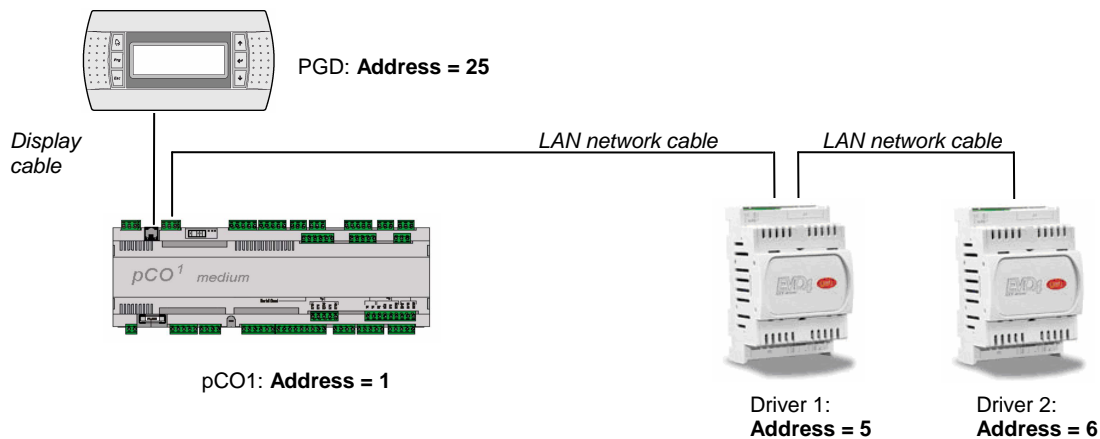 PGD: Address = 25
Display
cable
LAN network cable
LAN network cable
pCO1 medium
pCO1: Address = 1
Driver 1:
Address = 5
Driver 2:
Address = 6